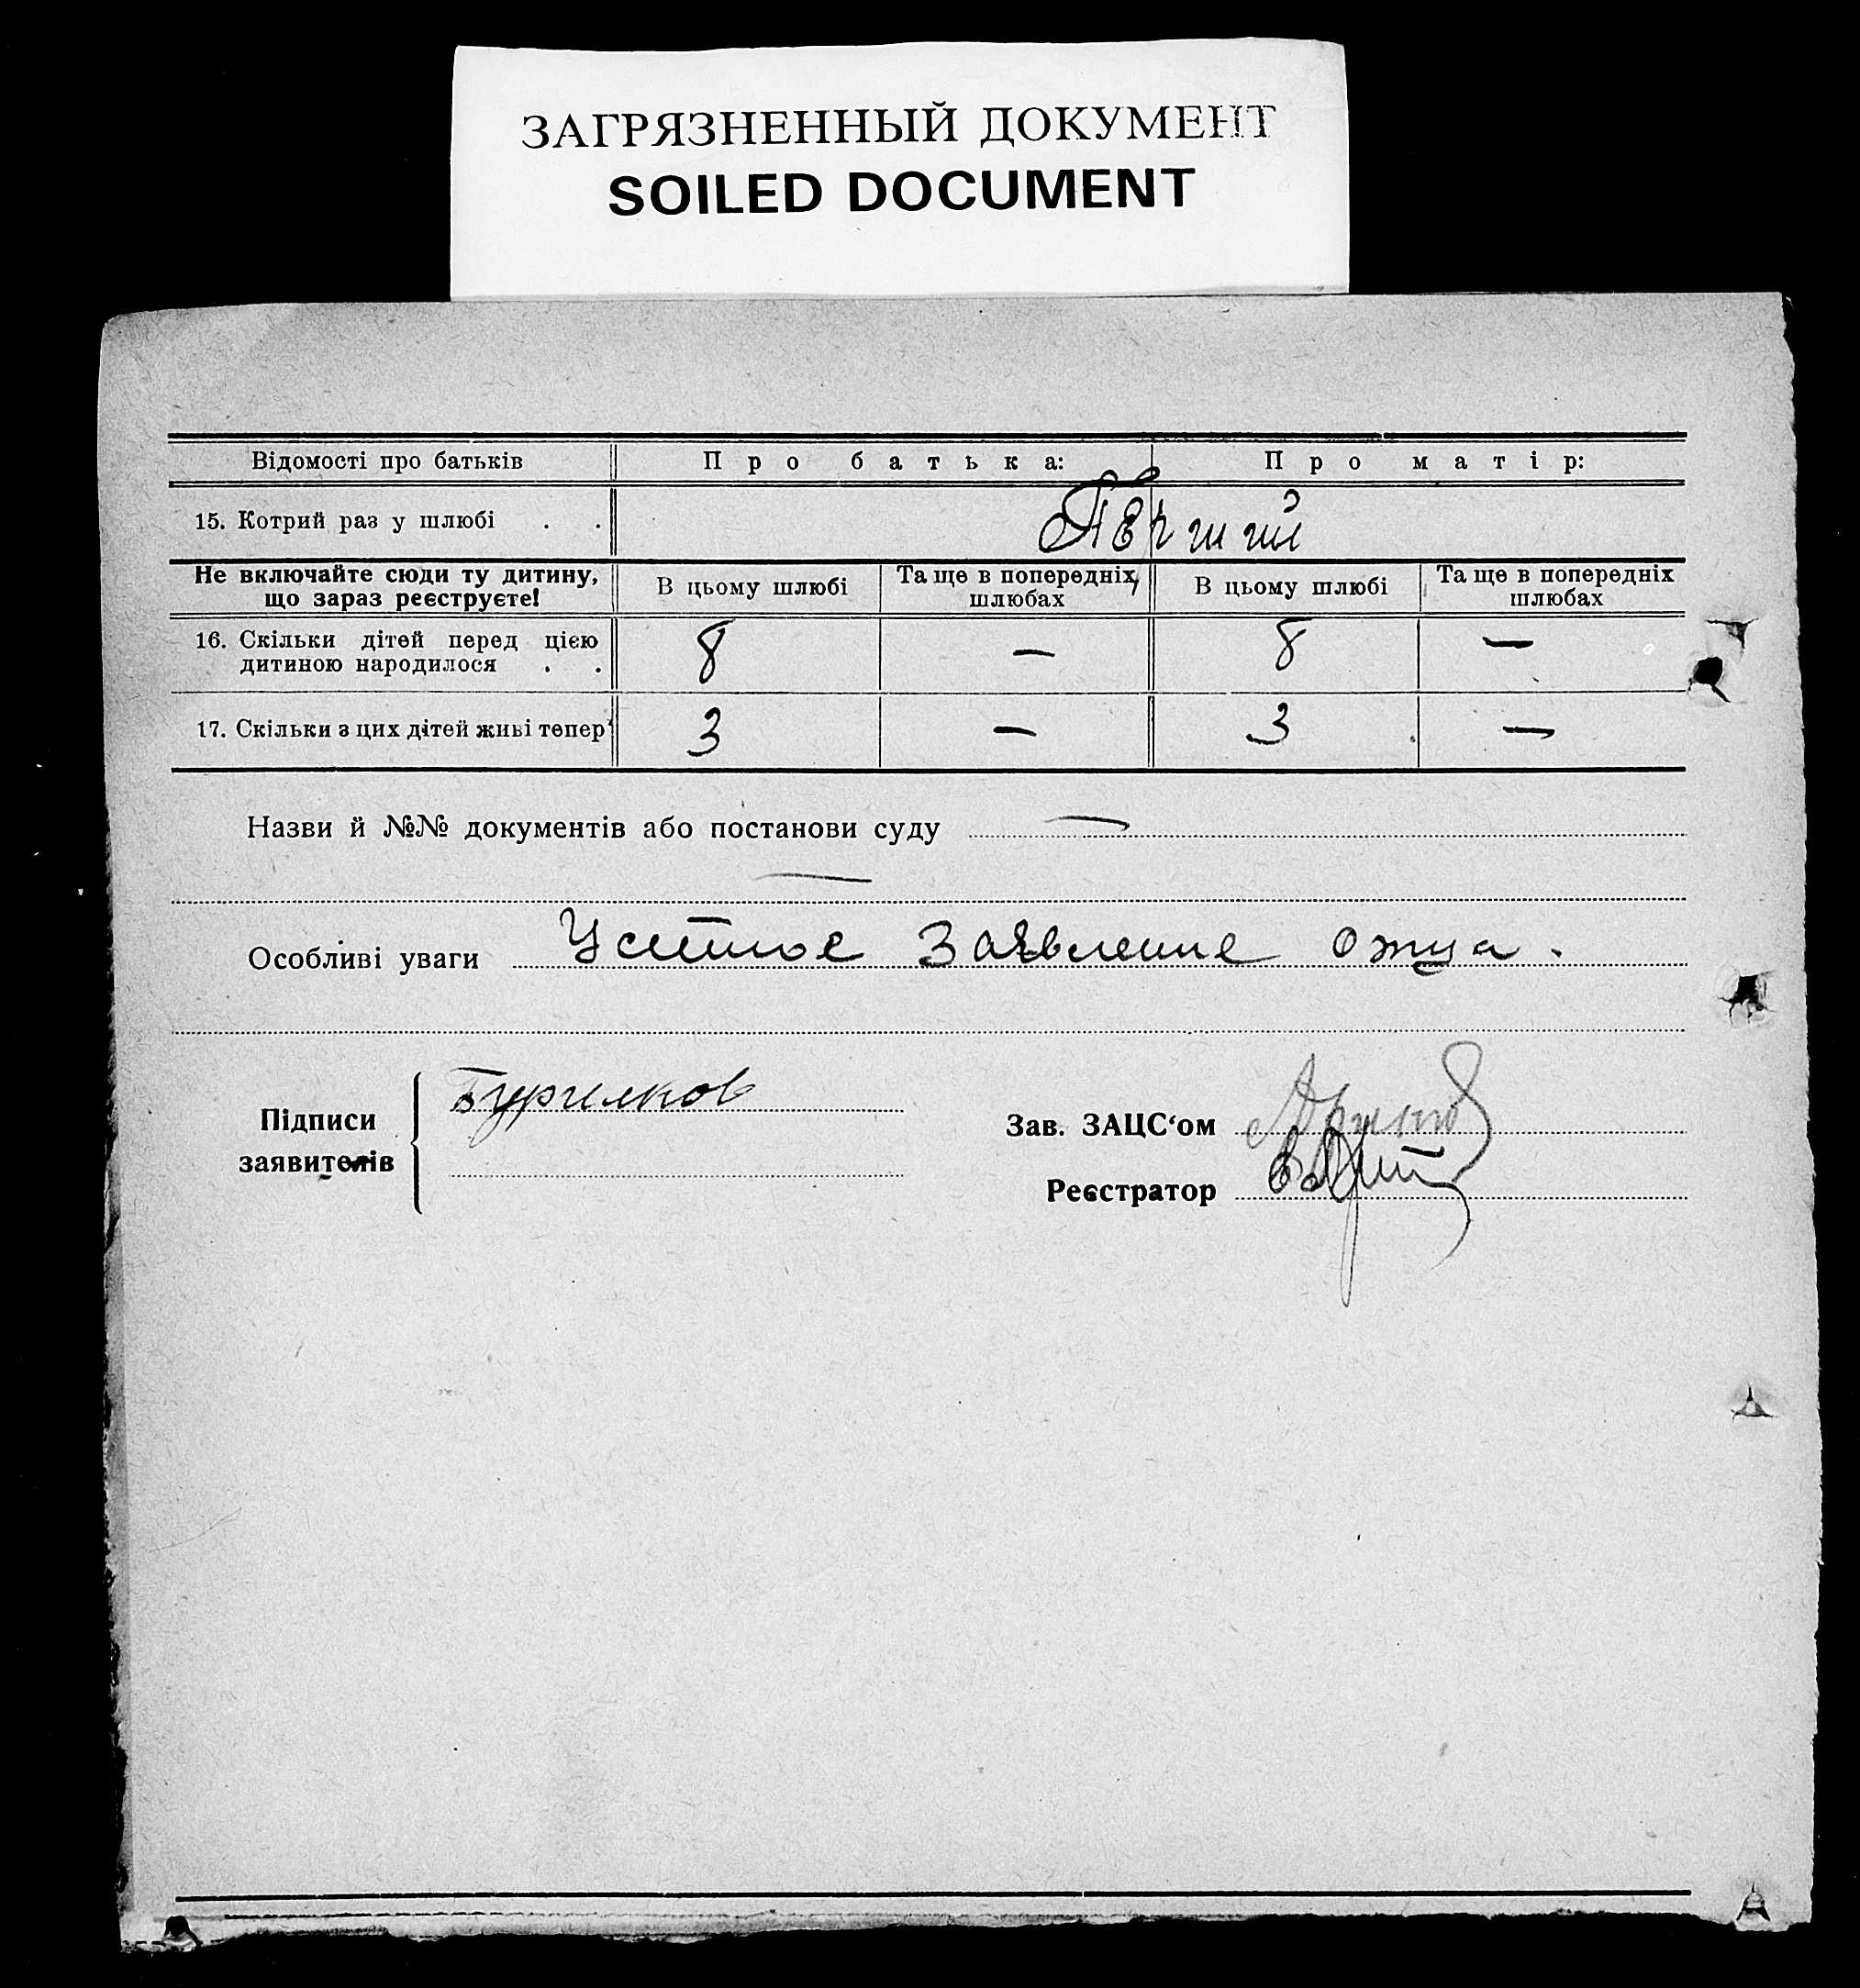 ЗАГРЯЗНЕННЫЙ ДОКУМЕНТ
SOILED DOCUMENT
Відомості про батьків Про батька: Про матір:
15. Котрий раз у шлюбі . . Перший
Не включайте сюди ту дитину, що зараз реєструєте! В цьому шлюбі Та ще в попередніх шлюбах В цьому шлюбі Та ще в попередніх шлюбах
16. Скільки дітей перед цією дитиною народилося . . 8 — 8 —
17. Скільки з цих дітей живі тепер 3 — 3 —
Назви й №№ документів або постанови суду —
—
Особливі уваги Устное Заявление отца.
Підписи заявителів
Зав. ЗАЦС‘ом
Реєстратор